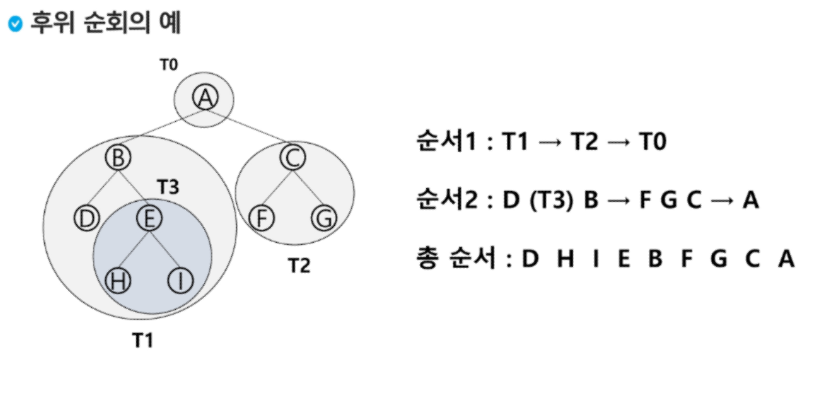 후위 순회의 예
T0
A
B
C
T3
D
E
F
G
H
I
T2
T1
순서1 : T1 → T2 → T0
순서2 : D (T3) B → F G C → A
총 순서 : D H I E B F G C A